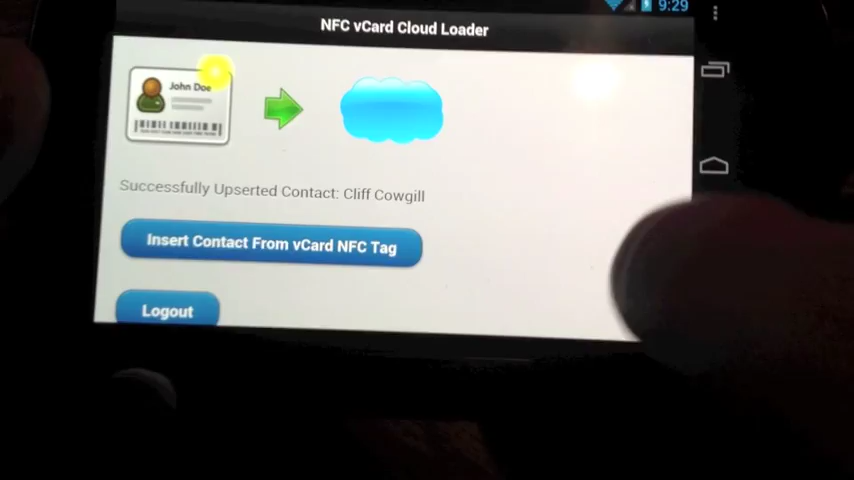 9:29
NFC vCard Cloud Loader
John Doe
Successfully Upserted Contact: Cliff Cowgill
Insert Contact From vCard NFC Tag
Logout